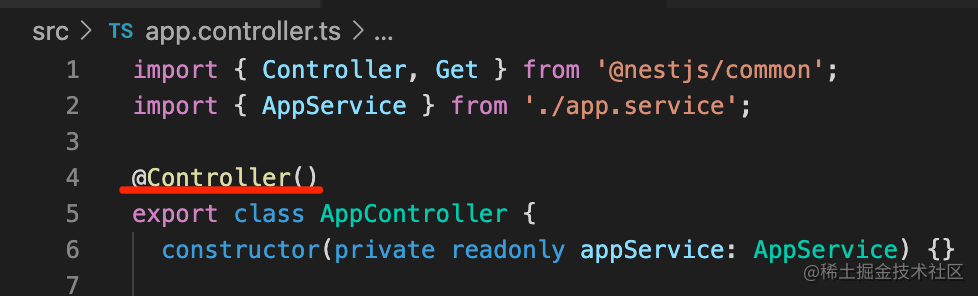 src > TS app.controller.ts > ...
1 import { Controller, Get } from '@nestjs/common';
2 import { AppService } from './app.service';
3
4 @Controller()
5 export class AppController {
6 constructor(private readonly appService: AppService) {}
7
@稀土掘金技术社区